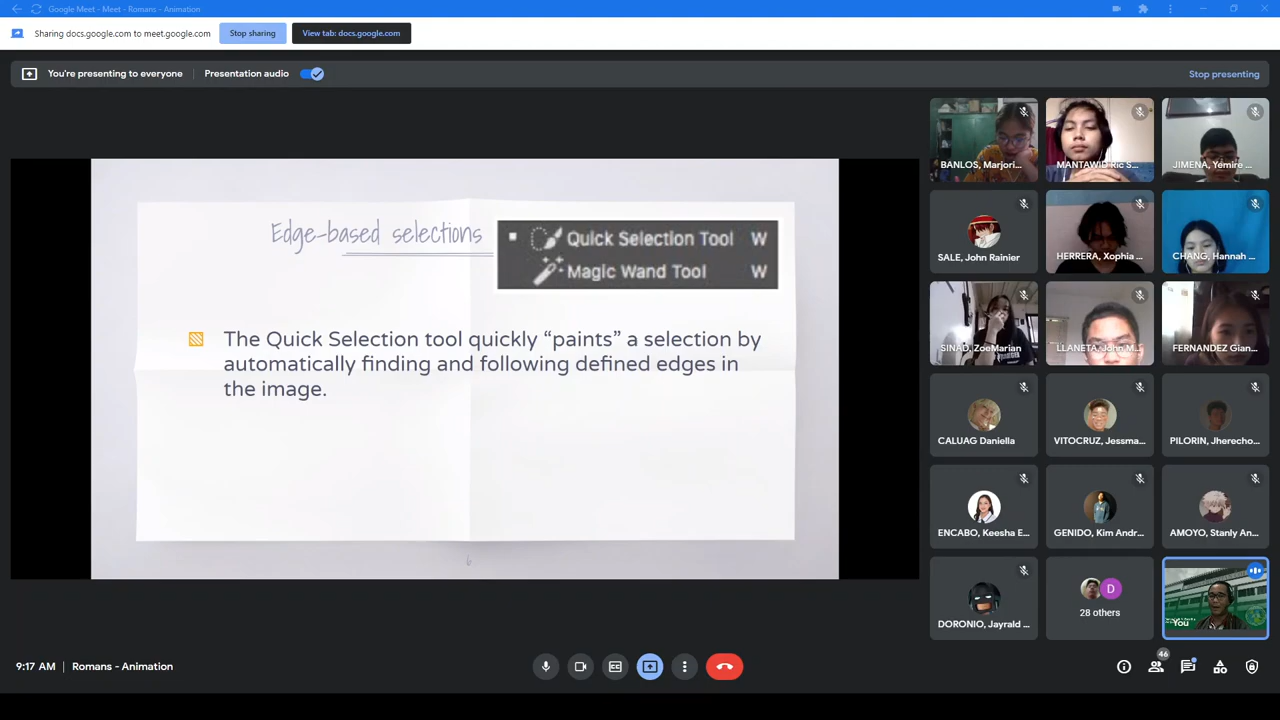 Google Meet - Meet - Romans - Animation
Sharing docs.google.com to meet.google.com
Stop sharing
View tab: docs.google.com
You're presenting to everyone
Presentation audio
Stop presenting
Edge-based selections
Quick Selection Tool W
Magic Wand Tool W
The Quick Selection tool quickly “paints” a selection by
automatically finding and following defined edges in
the image.
6
BANLOS, Marjori...
MANTAWID Ric S...
JIMENA, Yemire ...
SALE, John Rainier
HERRERA, Xophia ...
CHANG, Hannah ...
SINAD, ZoeMarian
LLANETA, John M...
FERNANDEZ Gian...
CALUAG Daniella
VITOCRUZ, Jessma...
PILORIN, Jherecho...
ENCABO, Keesha E...
GENIDO, Kim Andr...
AMOYO, Stanly An...
DORONIO, Jayrald ...
D
28 others
You
9:17 AM | Romans - Animation
46